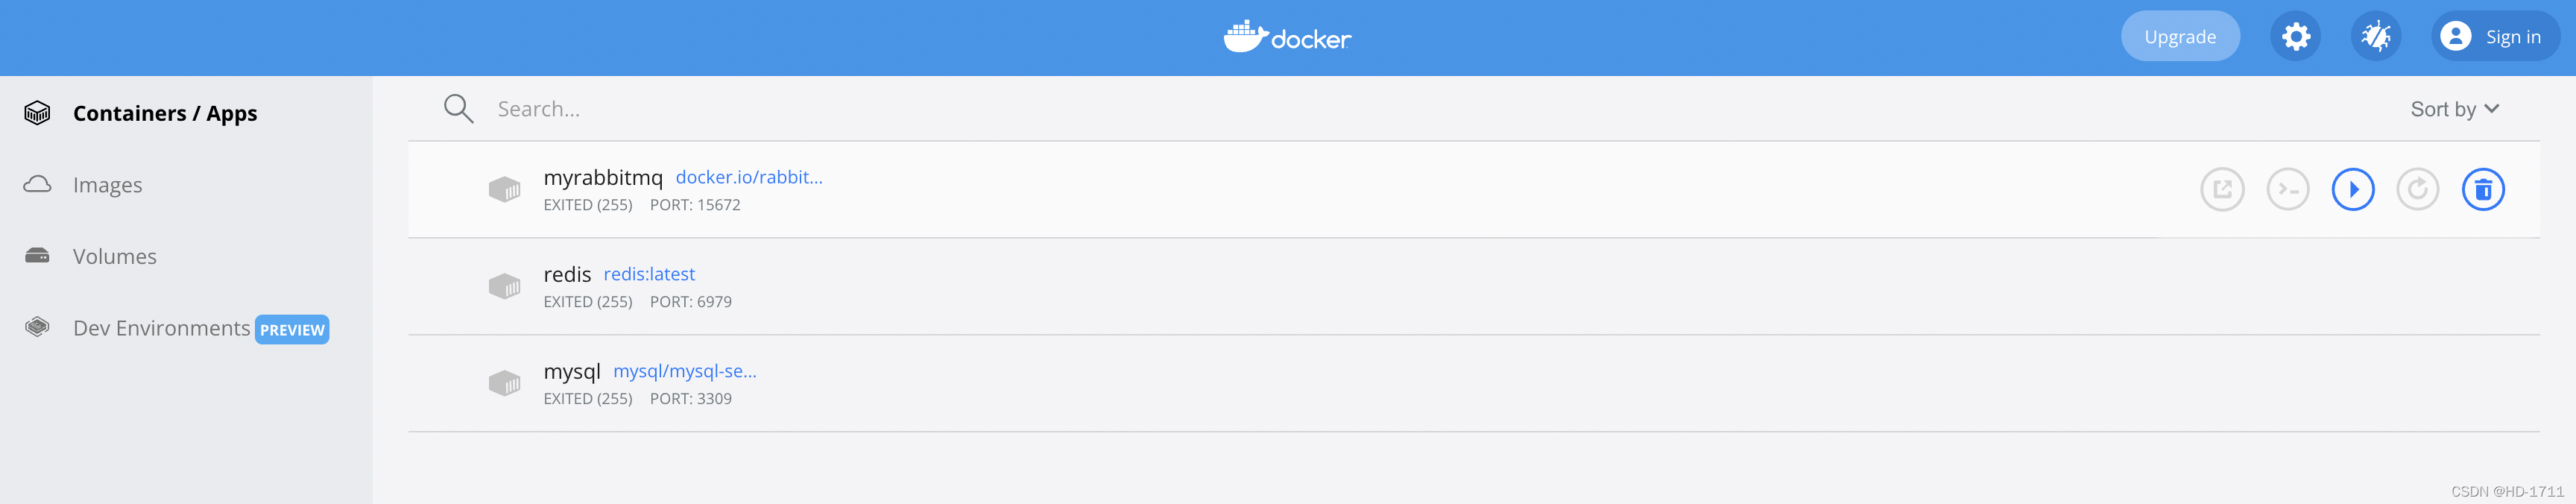 docker
Upgrade
Sign in
Containers / Apps
Images
Volumes
Dev Environments PREVIEW
Search...
Sort by
myrabbitmq docker.io/rabbit...
EXITED (255) PORT: 15672
redis redis:latest
EXITED (255) PORT: 6979
mysql mysql/mysql-se...
EXITED (255) PORT: 3309
CSDN @HD-1711